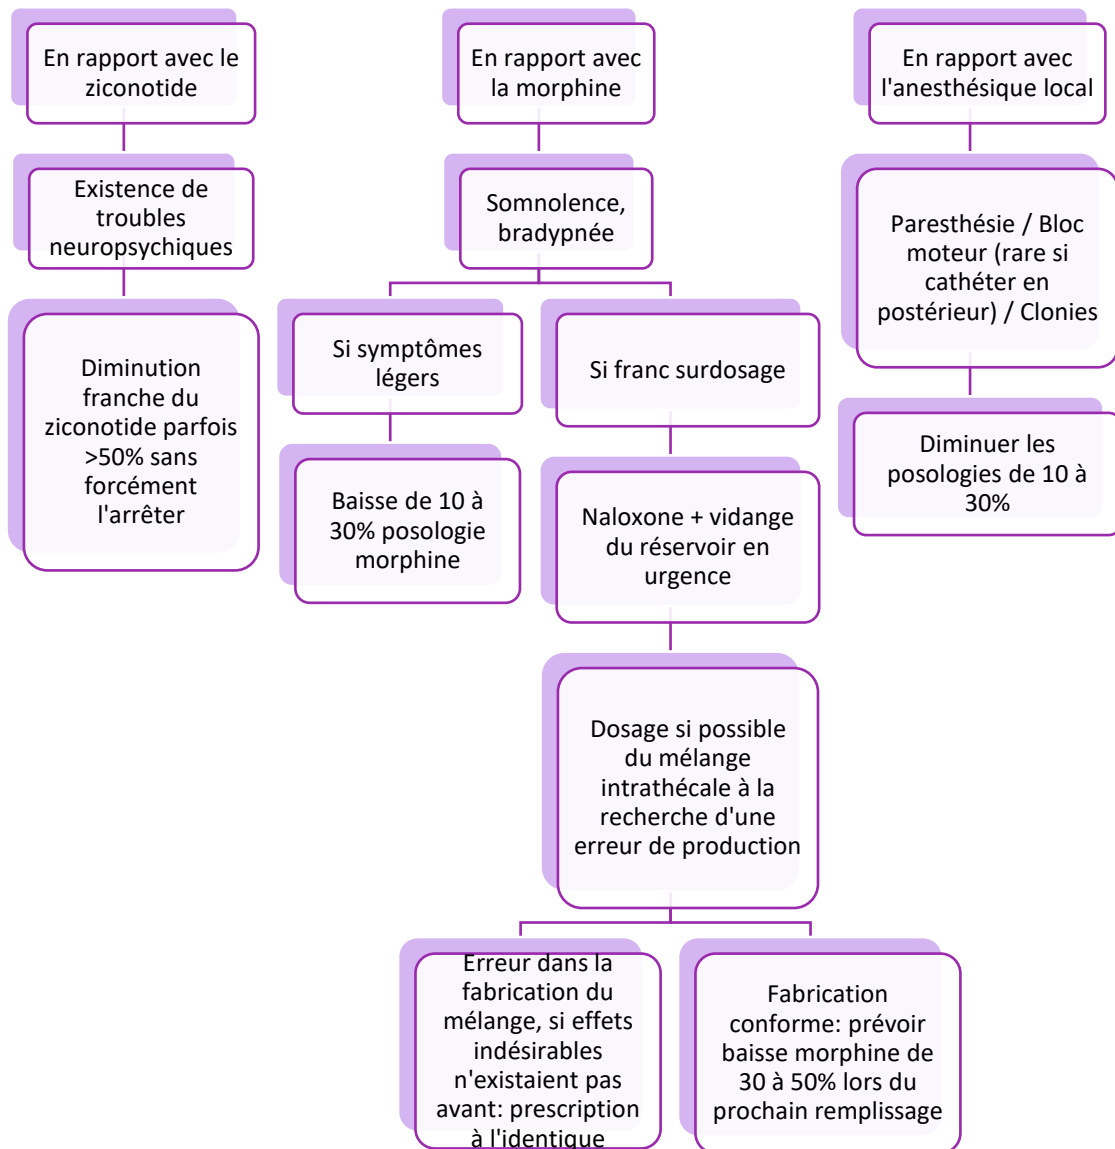 En rapport avec le
ziconotide
Existence de
troubles
neuropsychiques
Diminution
franche du
ziconotide parfois
>50% sans
forcément
l'arrêter
En rapport avec
la morphine
Somnolence,
bradypnée
Si symptômes
légers
Baisse de 10 à
30% posologie
morphine
Si franc surdosage
Naloxone + vidange
du réservoir en
urgence
Dosage si possible
du mélange
intrathécale à la
recherche d'une
erreur de production
Erreur dans la
fabrication du
mélange, si effets
indésirables
n'existaient pas
avant: prescription
à l'identique
Fabrication
conforme: prévoir
baisse morphine de
30 à 50% lors du
prochain remplissage
En rapport avec
l'anesthésique local
Paresthésie / Bloc
moteur (rare si
cathéter en
postérieur) / Clonies
Diminuer les
posologies de 10 à
30%